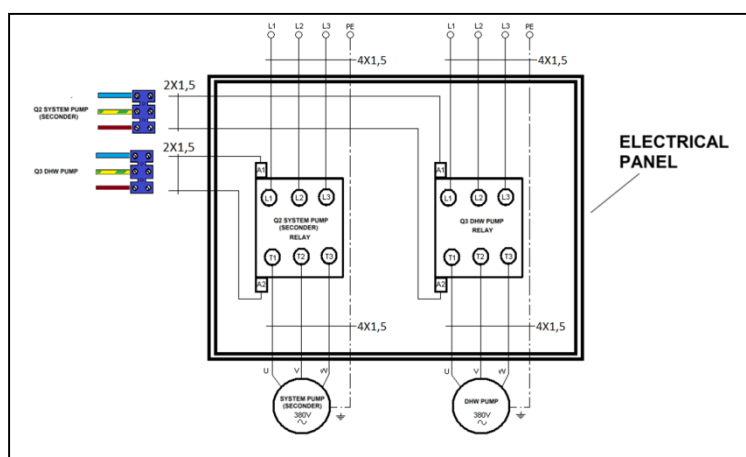 L1 L2 L3 PE
L1 L2 L3 PE
4X1,5
4X1,5
2X1,5
Q2 SYSTEM PUMP
(SECONDER)
2X1,5
Q3 DHW PUMP
ELECTRICAL
PANEL
A1
A1
L1 L2 L3
L1 L2 L3
Q2 SYSTEM PUMP
(SECONDER)
RELAY
Q3 DHW PUMP
RELAY
T1 T2 T3
T1 T2 T3
A2
A2
4X1,5
4X1,5
U V W
U V W
SYSTEM PUMP
(SECONDER)
380V
DHW PUMP
380V